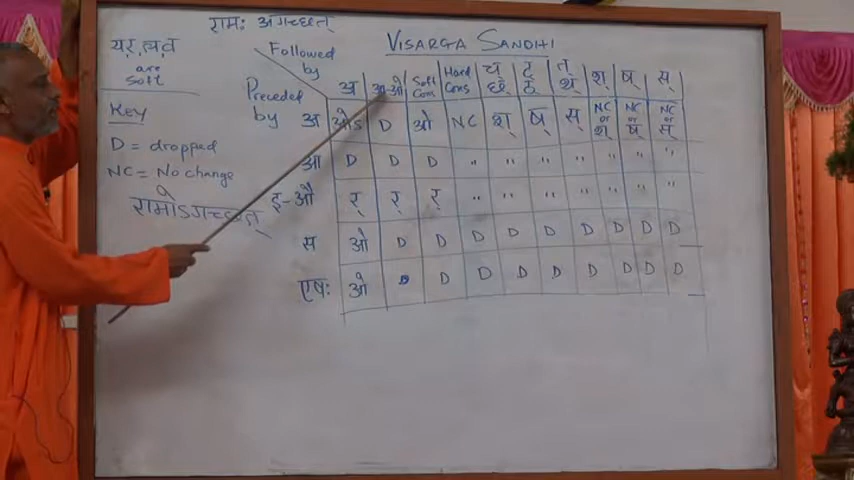 रामः अगच्छत्
VISARGA SANDHI
य र ल व
are
soft
Followed
by
Preceded
by
अ आ-औ Soft Cons Hard Cons च् छ् ट् ठ् त् थ् श् ष् स्
अ ओऽ D ओ NC श् ष् स् NC or श् NC or ष् NC or स्
आ D D D " " " " " " "
इ-औ र् र् र् " " " " " " "
स ओ D D D D D D D D D
एषः ओ D D D D D D D D D
Key
D = dropped
NC = No change
रामोऽगच्छत्